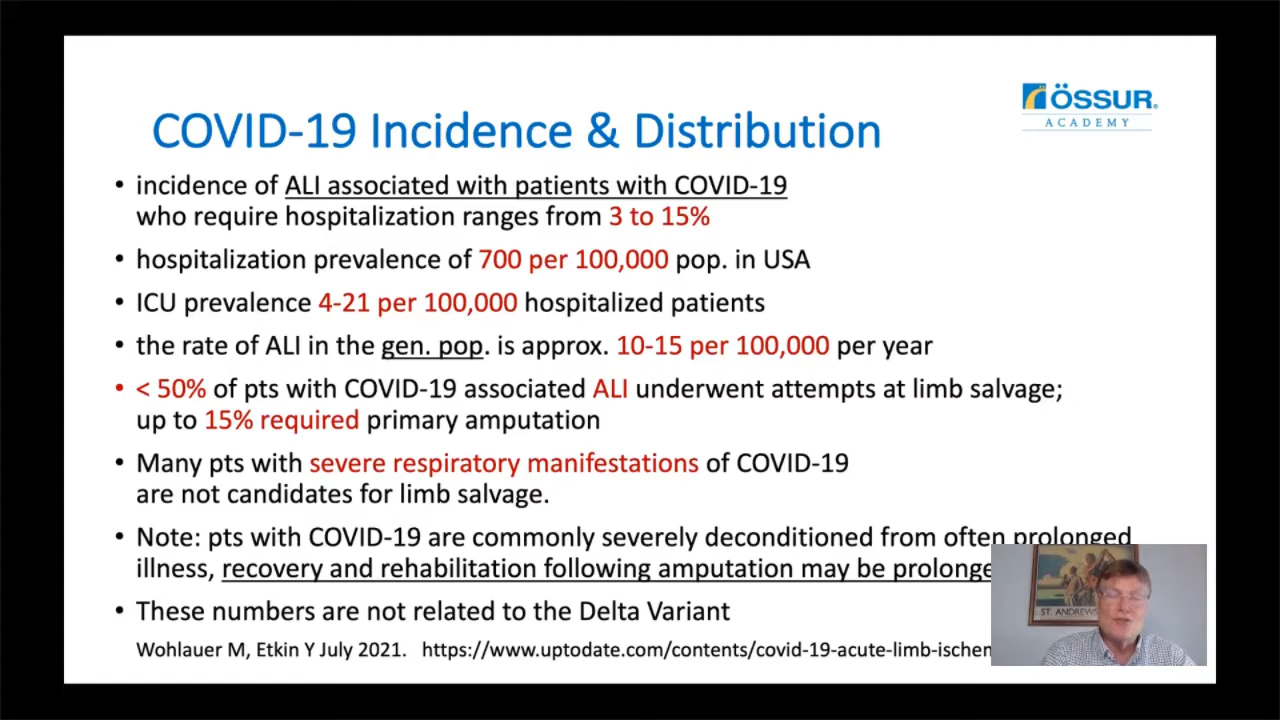 ÖSSUR®
ACADEMY
COVID-19 Incidence & Distribution
• incidence of ALI associated with patients with COVID-19
who require hospitalization ranges from 3 to 15%
• hospitalization prevalence of 700 per 100,000 pop. in USA
• ICU prevalence 4-21 per 100,000 hospitalized patients
• the rate of ALI in the gen. pop. is approx. 10-15 per 100,000 per year
• < 50% of pts with COVID-19 associated ALI underwent attempts at limb salvage;
up to 15% required primary amputation
• Many pts with severe respiratory manifestations of COVID-19
are not candidates for limb salvage.
• Note: pts with COVID-19 are commonly severely deconditioned from often prolonged
illness, recovery and rehabilitation following amputation may be prolonge
• These numbers are not related to the Delta Variant
Wohlauer M, Etkin Y July 2021. https://www.uptodate.com/contents/covid-19-acute-limb-ischem
ST. ANDREWS